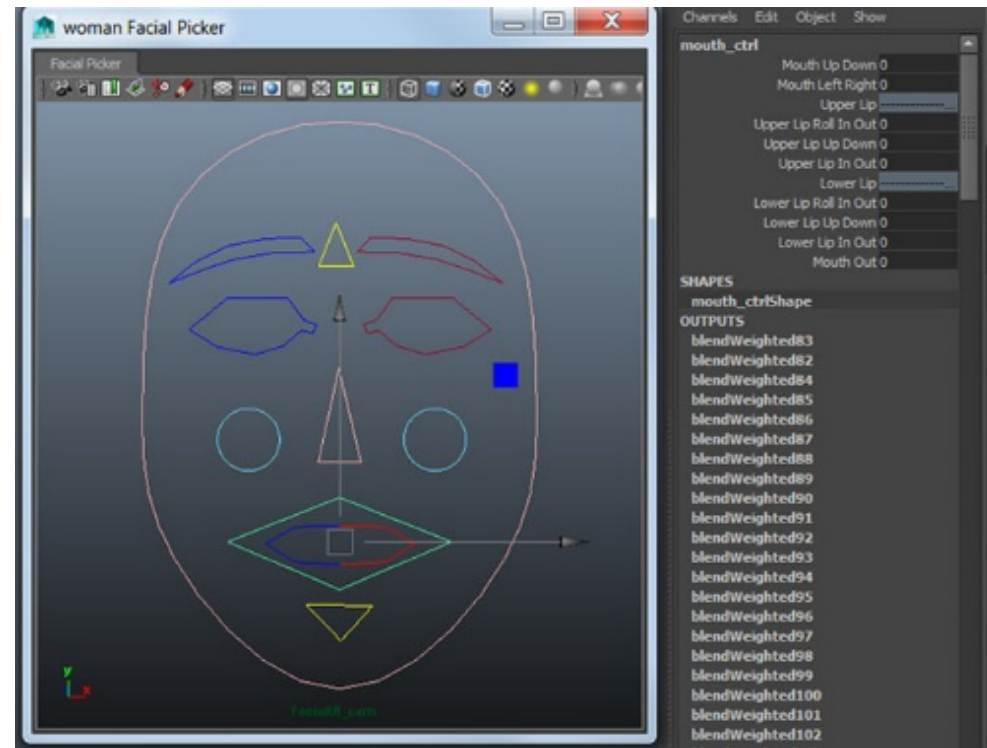 woman Facial Picker
Facial Picker
T
y
x
FacialUI_cam
Channels Edit Object Show
mouth_ctrl
Mouth Up Down 0
Mouth Left Right 0
Upper Lip ---------------...
Upper Lip Roll In Out 0
Upper Lip Up Down 0
Upper Lip In Out 0
Lower Lip ---------------...
Lower Lip Roll In Out 0
Lower Lip Up Down 0
Lower Lip In Out 0
Mouth Out 0
SHAPES
mouth_ctrlShape
OUTPUTS
blendWeighted83
blendWeighted82
blendWeighted84
blendWeighted85
blendWeighted86
blendWeighted87
blendWeighted88
blendWeighted89
blendWeighted90
blendWeighted91
blendWeighted92
blendWeighted93
blendWeighted94
blendWeighted95
blendWeighted96
blendWeighted97
blendWeighted98
blendWeighted99
blendWeighted100
blendWeighted101
blendWeighted102